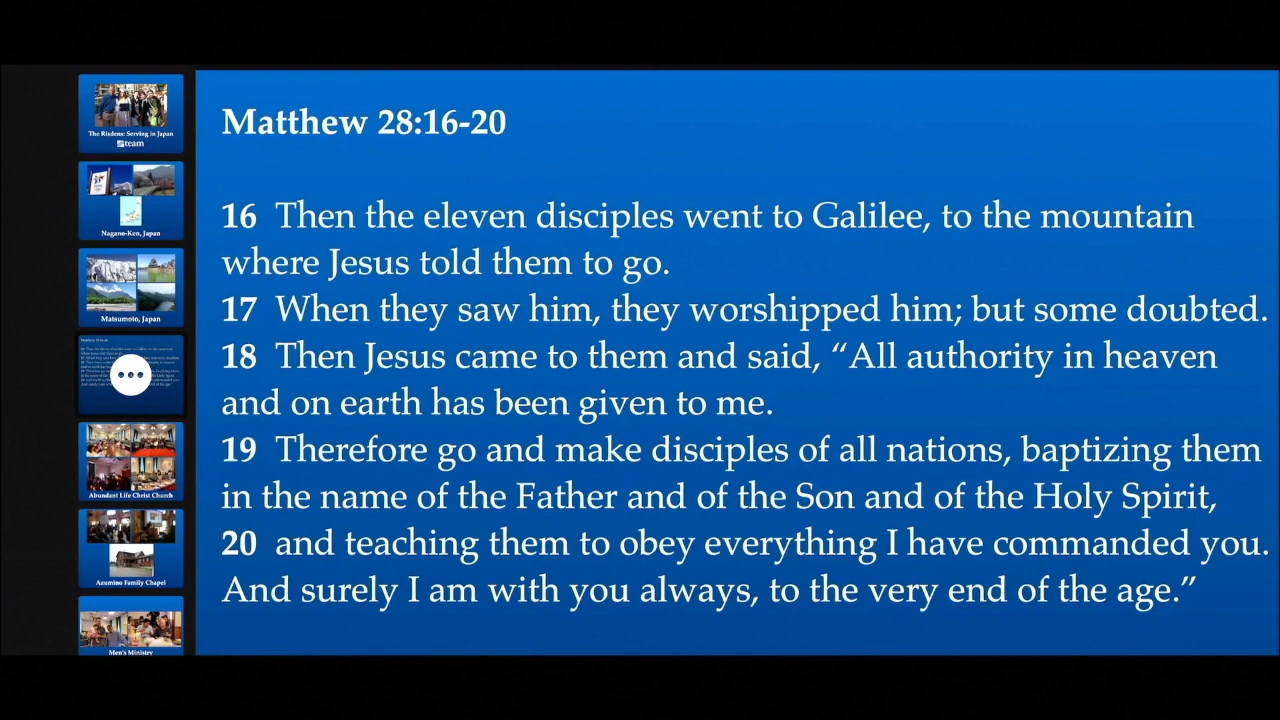 The Risdens: Serving in Japan
team
Nagano-Ken, Japan
Matsumoto, Japan
Abundant Life Christ Church
Azumino Family Chapel
Men's Ministry
Matthew 28:16-20
16 Then the eleven disciples went to Galilee, to the mountain
where Jesus told them to go.
17 When they saw him, they worshipped him; but some doubted.
18 Then Jesus came to them and said, “All authority in heaven
and on earth has been given to me.
19 Therefore go and make disciples of all nations, baptizing them
in the name of the Father and of the Son and of the Holy Spirit,
20 and teaching them to obey everything I have commanded you.
And surely I am with you always, to the very end of the age.”